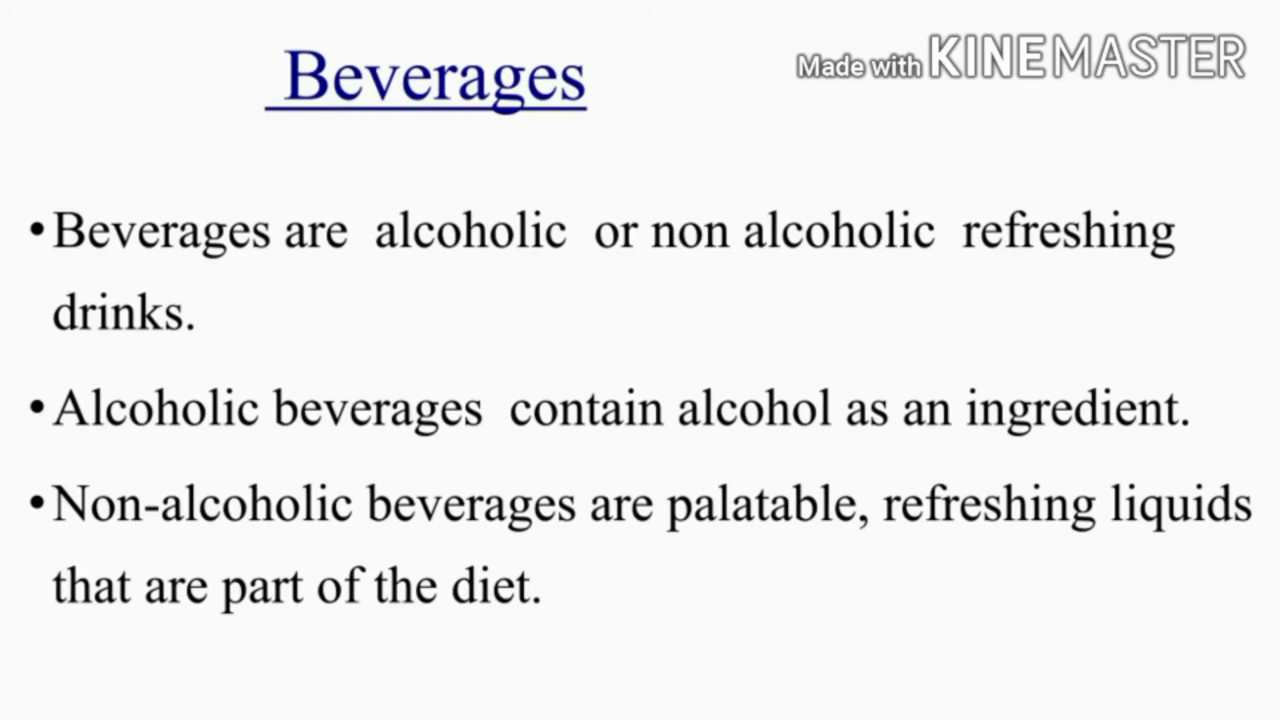 Beverages
Made with KINEMASTER
•Beverages are alcoholic or non alcoholic refreshing
drinks.
•Alcoholic beverages contain alcohol as an ingredient.
•Non-alcoholic beverages are palatable, refreshing liquids
that are part of the diet.